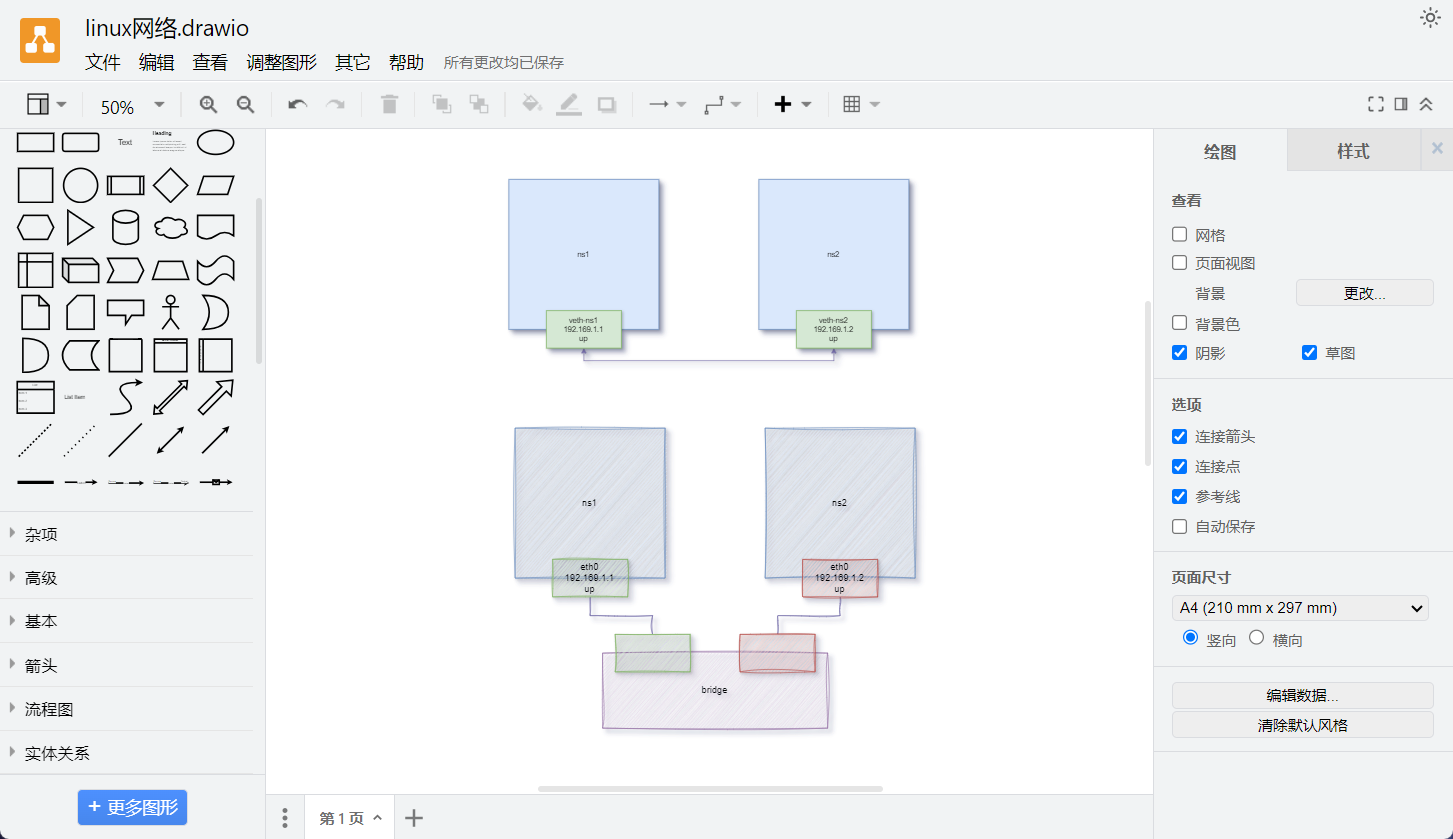 linux网络.drawio
文件 编辑 查看 调整图形 其它 帮助 所有更改均已保存
50%
Text
Heading
List Item
杂项
高级
基本
箭头
流程图
实体关系
+ 更多图形
ns1
ns2
veth-ns1
192.169.1.1
up
veth-ns2
192.169.1.2
up
ns1
ns2
eth0
192.169.1.1
up
eth0
192.169.1.2
up
bridge
第 1 页
绘图
样式
查看
网格
页面视图
背景
更改...
背景色
阴影
草图
选项
连接箭头
连接点
参考线
自动保存
页面尺寸
A4 (210 mm x 297 mm)
竖向
横向
编辑数据...
清除默认风格